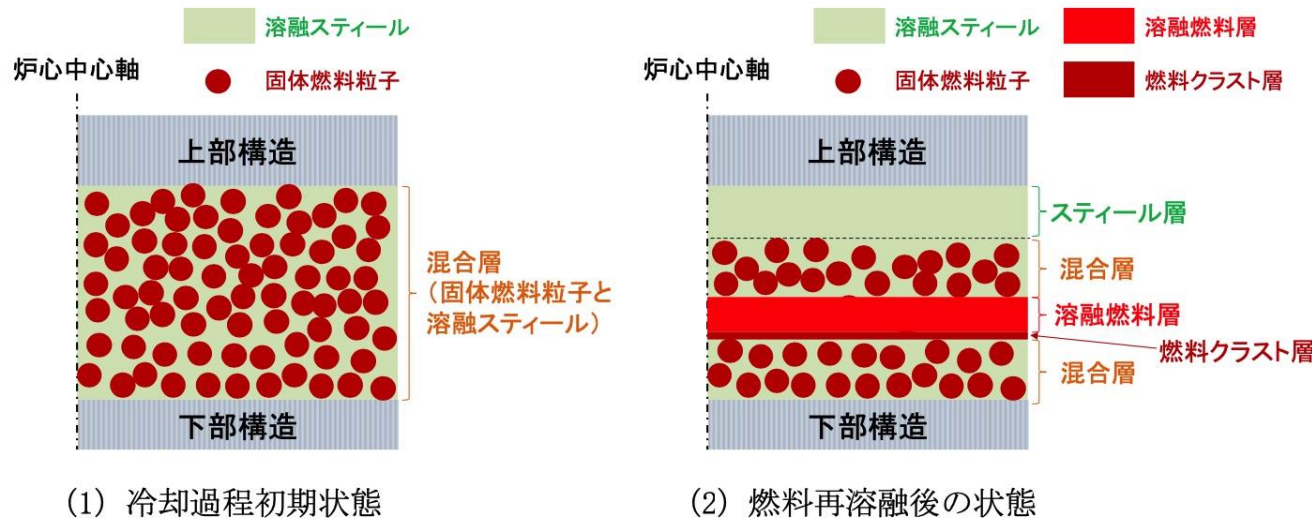 溶融スティール
炉心中心軸
固体燃料粒子
上部構造
混合層
(固体燃料粒子と
溶融スティール)
下部構造
(1) 冷却過程初期状態
溶融スティール
溶融燃料層
炉心中心軸
固体燃料粒子
燃料クラスト層
上部構造
スティール層
混合層
溶融燃料層
燃料クラスト層
混合層
下部構造
(2) 燃料再溶融後の状態